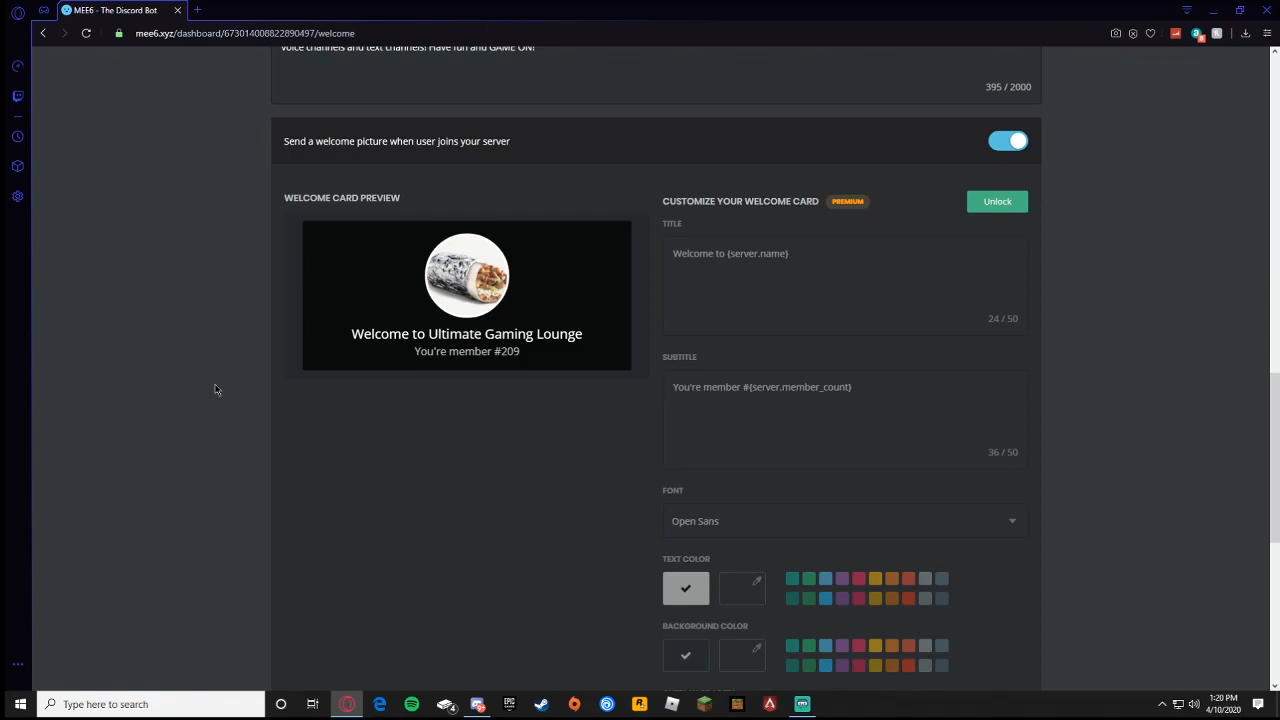 MEE6 - The Discord Bot
mee6.xyz/dashboard/673014008822890497/welcome
voice channels and text channels! Have fun and GAME ON!
395 / 2000
Send a welcome picture when user joins your server
WELCOME CARD PREVIEW
Welcome to Ultimate Gaming Lounge
You're member #209
CUSTOMIZE YOUR WELCOME CARD PREMIUM
Unlock
TITLE
Welcome to {server.name}
24 / 50
SUBTITLE
You're member #{server.member_count}
36 / 50
FONT
Open Sans
TEXT COLOR
BACKGROUND COLOR
Type here to search
1:20 PM
4/10/2020